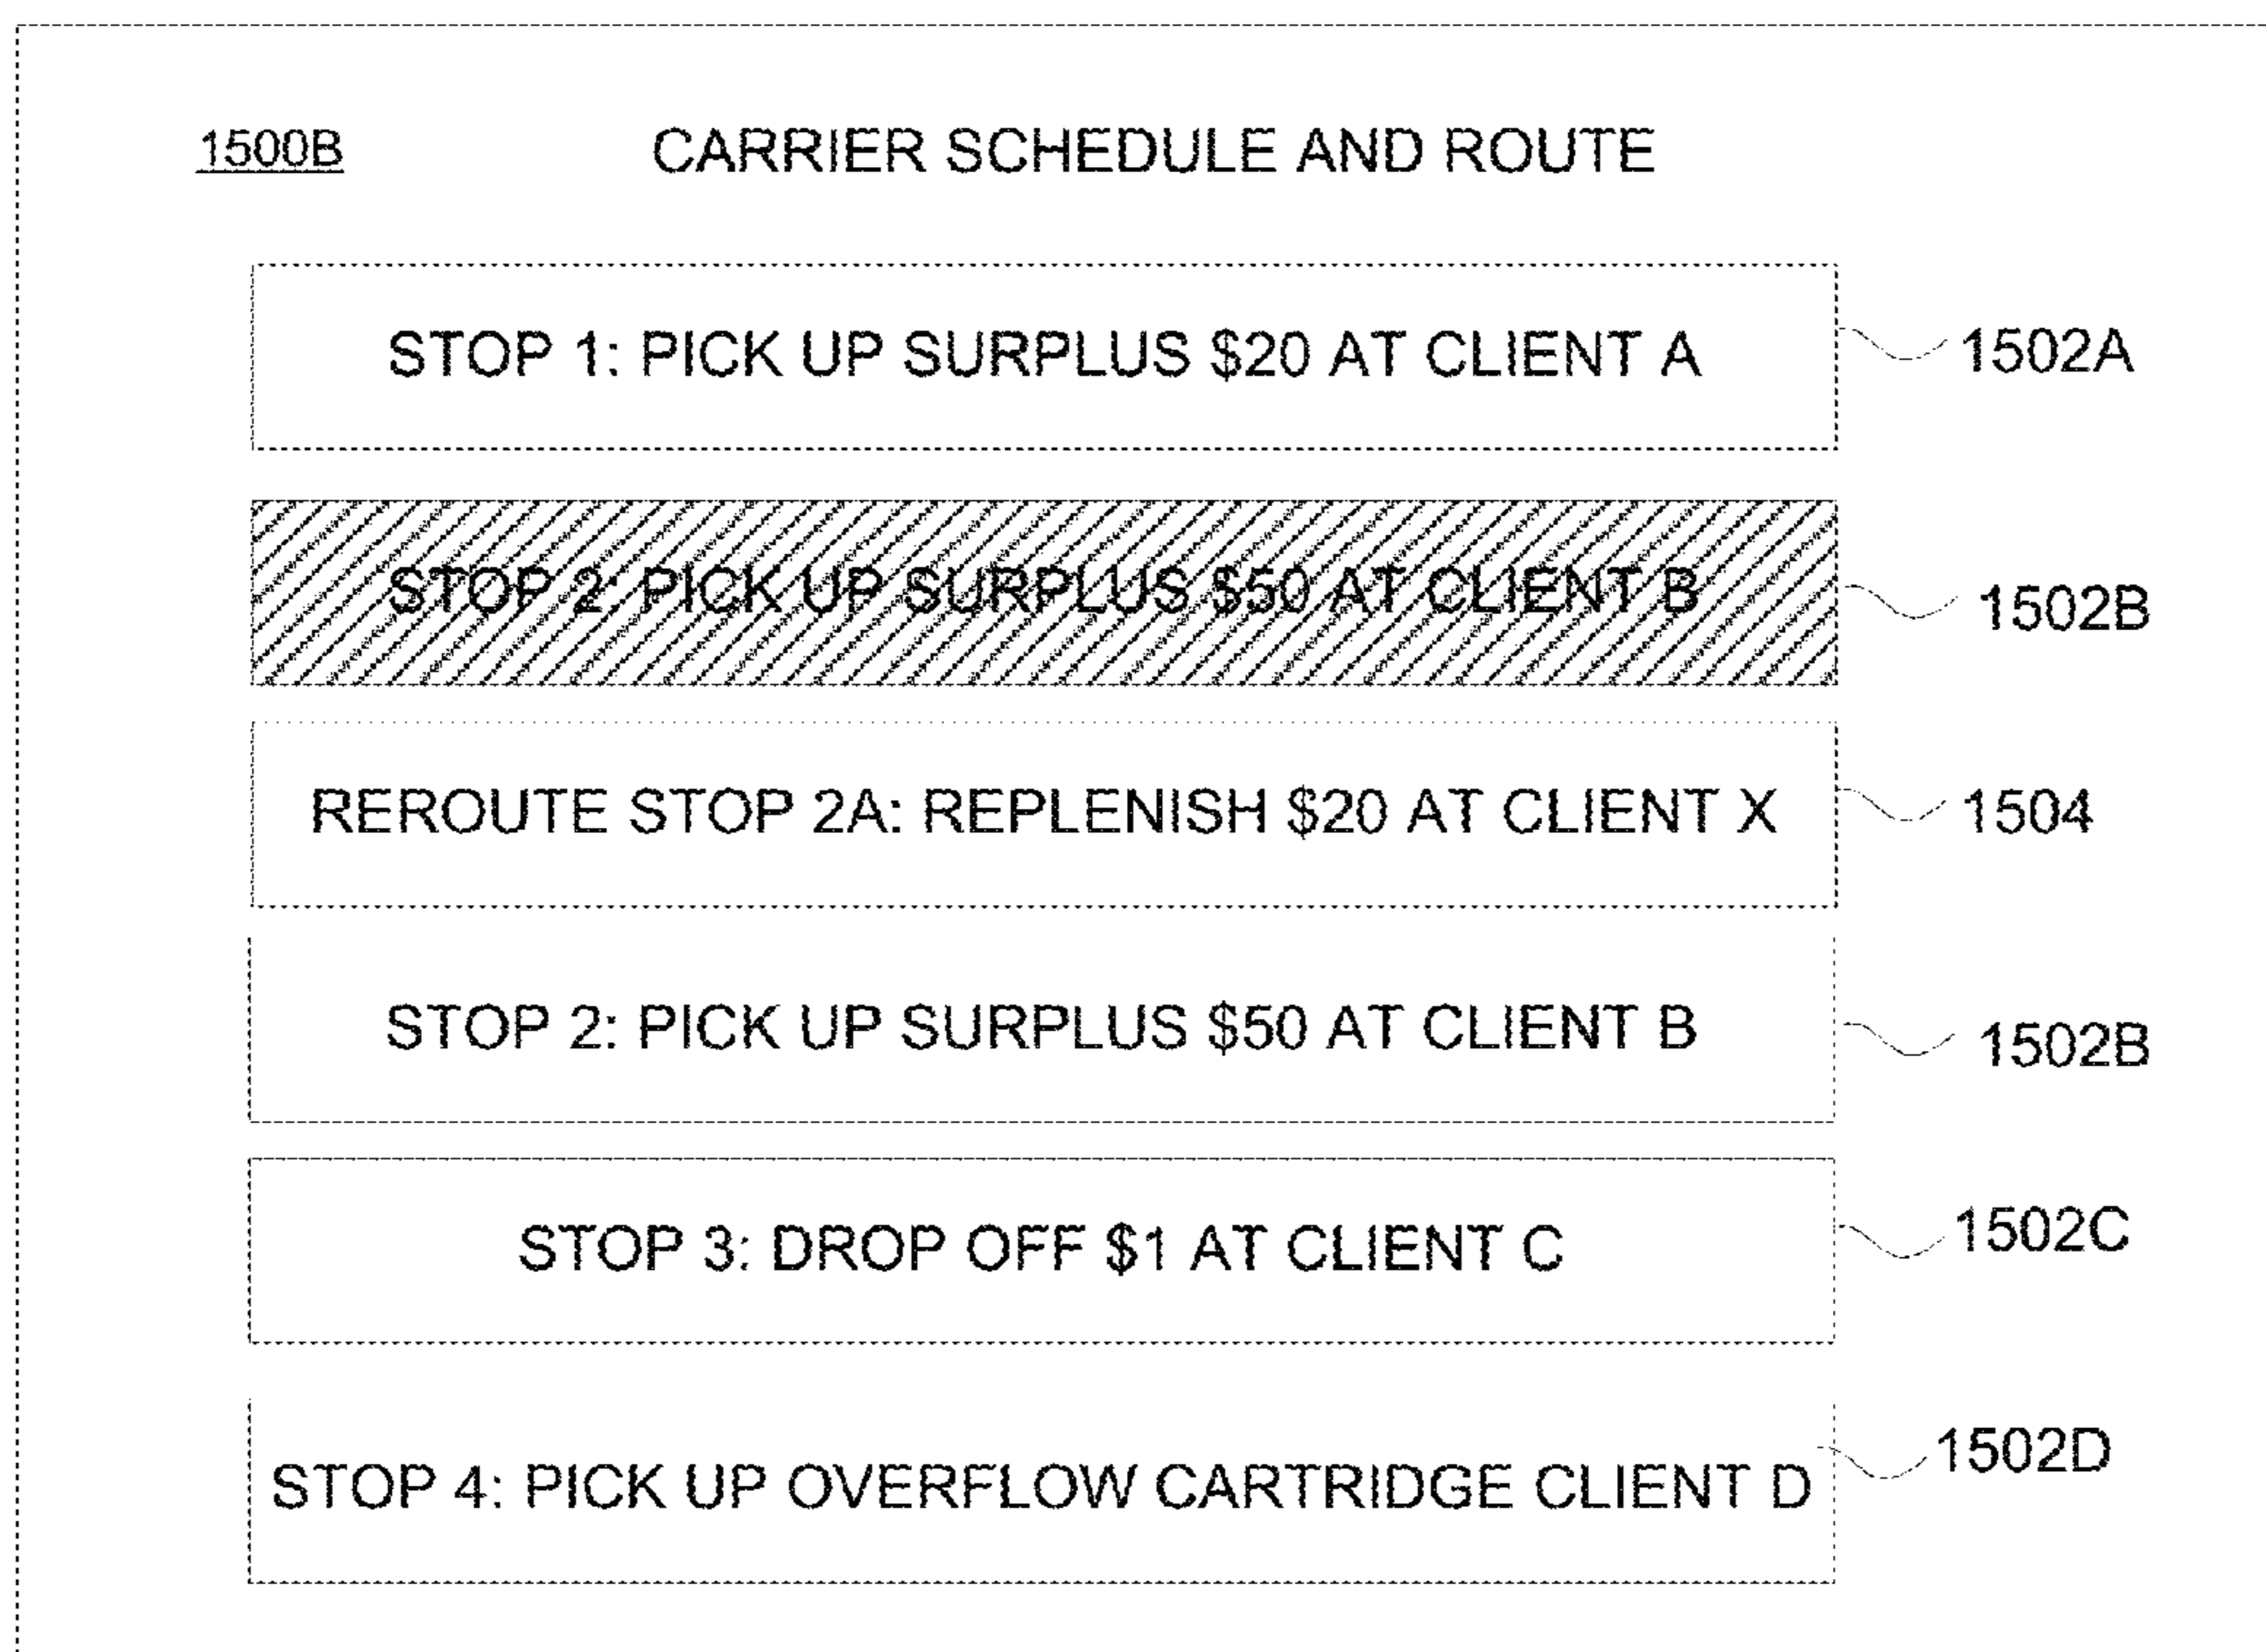 1500B CARRIER SCHEDULE AND ROUTE
STOP 1: PICK UP SURPLUS $20 AT CLIENT A 1502A
STOP 2: PICK UP SURPLUS $50 AT CLIENT B 1502B
REROUTE STOP 2A: REPLENISH $20 AT CLIENT X 1504
STOP 2: PICK UP SURPLUS $50 AT CLIENT B 1502B
STOP 3: DROP OFF $1 AT CLIENT C 1502C
STOP 4: PICK UP OVERFLOW CARTRIDGE CLIENT D 1502D